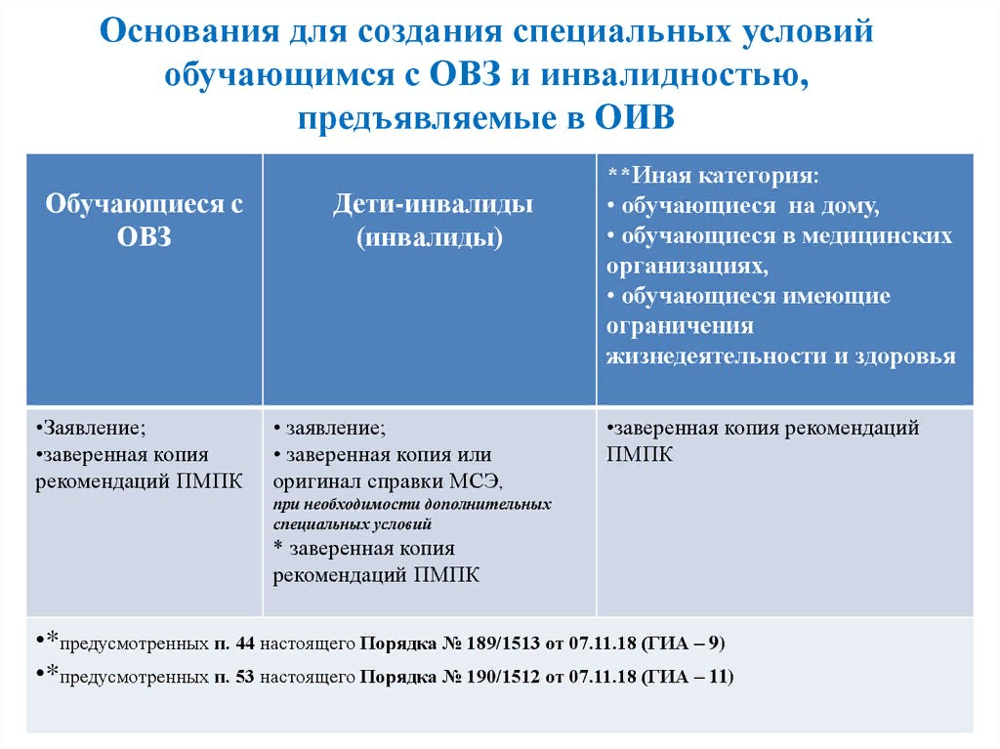 Основания для создания специальных условий
обучающимся с ОВЗ и инвалидностью,
предъявляемые в ОИВ
Обучающиеся с
ОВЗ
Дети-инвалиды
(инвалиды)
**Иная категория:
• обучающиеся на дому,
• обучающиеся в медицинских
организациях,
• обучающиеся имеющие
ограничения
жизнедеятельности и здоровья
•Заявление;
•заверенная копия
рекомендаций ПМПК
• заявление;
• заверенная копия или
оригинал справки МСЭ,
при необходимости дополнительных
специальных условий
* заверенная копия
рекомендаций ПМПК
•заверенная копия рекомендаций
ПМПК
•*предусмотренных п. 44 настоящего Порядка № 189/1513 от 07.11.18 (ГИА – 9)
•*предусмотренных п. 53 настоящего Порядка № 190/1512 от 07.11.18 (ГИА – 11)